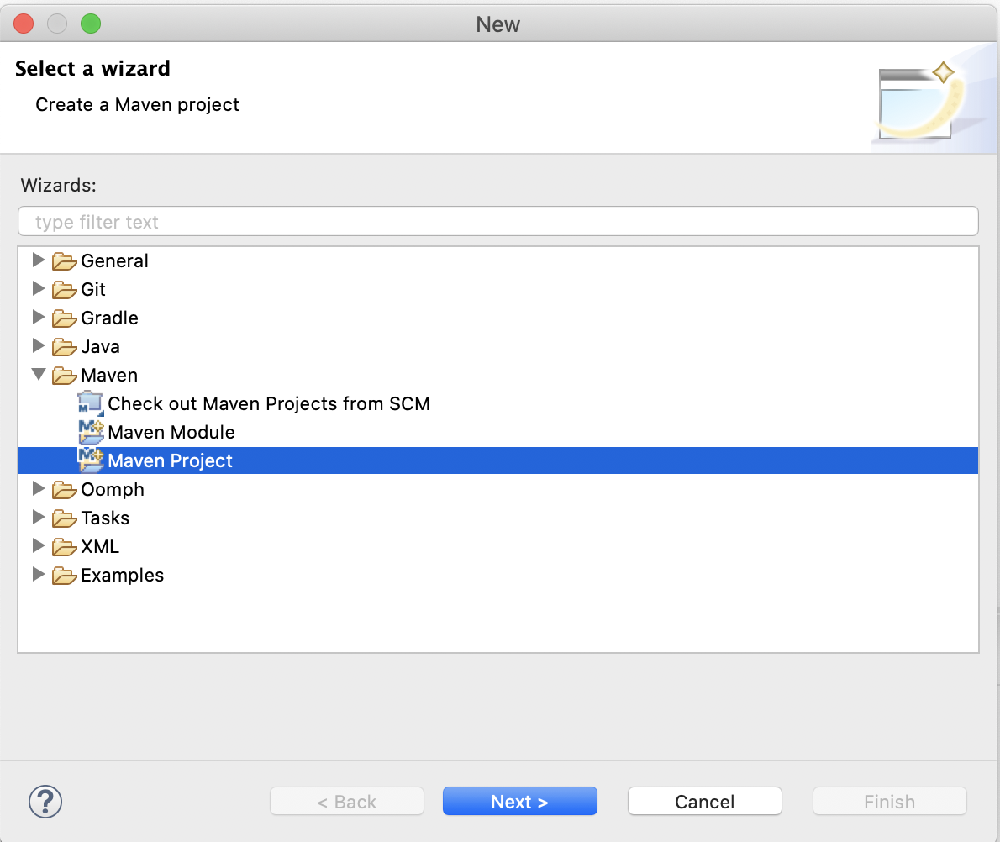 New
Select a wizard
Create a Maven project
Wizards:
type filter text
General
Git
Gradle
Java
Maven
Check out Maven Projects from SCM
Maven Module
Maven Project
Oomph
Tasks
XML
Examples
?
< Back
Next >
Cancel
Finish